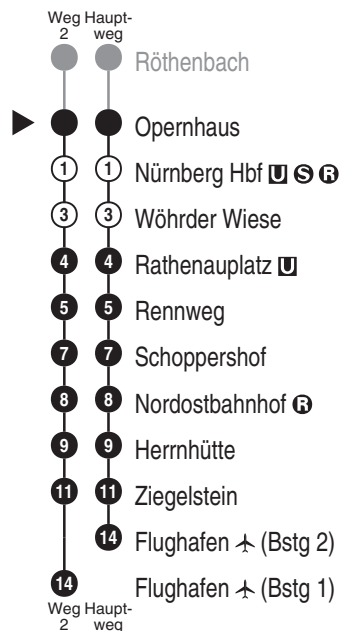 Weg Haupt-
2 weg
Röthenbach
Opernhaus
1 1 Nürnberg Hbf U S R
3 3 Wöhrder Wiese
4 4 Rathenauplatz U
5 5 Rennweg
7 7 Schoppershof
8 8 Nordostbahnhof R
9 9 Herrnhütte
11 11 Ziegelstein
14 Flughafen (Bstg 2)
14 Flughafen (Bstg 1)
Weg Haupt-
2 weg